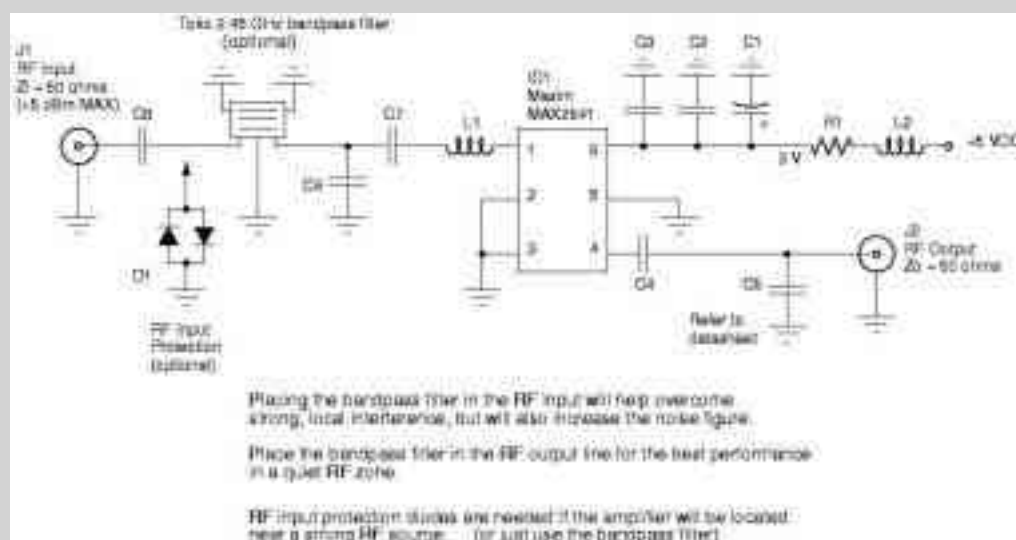 Toko 2.45 GHz bandpass filter
(optional)
J1
RF Input
Zi = 50 ohms
(+5 dBm MAX)
C8
C7
L1
IC1
Maxim
MAX2641
C3
C2
C1
+
3 V
R1
L2
+5 VCC
1
2
3
6
5
4
C6
D1
RF Input
Protection
(optional)
C4
C5
Refer to
datasheet
J2
RF Output
Zo = 50 ohms
Placing the bandpass filter in the RF input will help overcome
strong, local interference, but will also increase the noise figure.
Place the bandpass filter in the RF output line for the best performance
in a quiet RF zone.
RF input protection diodes are needed if the amplifier will be located
near a strong RF source (or just use the bandpass filter)